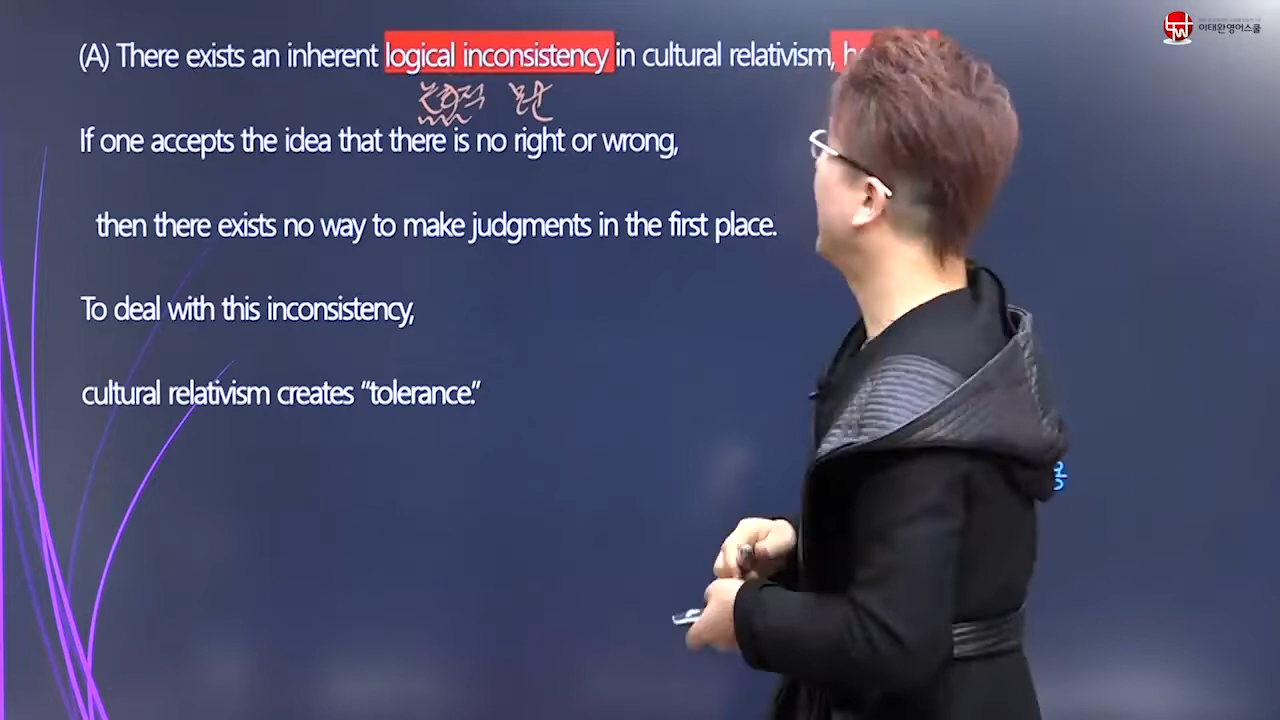 이태완영어스쿨
(A) There exists an inherent logical inconsistency in cultural relativism,
논리적 모순
If one accepts the idea that there is no right or wrong,
then there exists no way to make judgments in the first place.
To deal with this inconsistency,
cultural relativism creates “tolerance.”
용